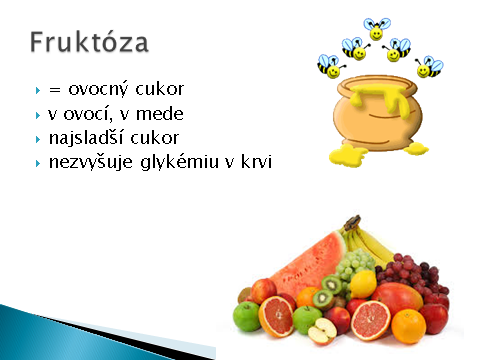 Fruktóza
= ovocný cukor
v ovocí, v mede
najsladší cukor
nezvyšuje glykémiu v krvi